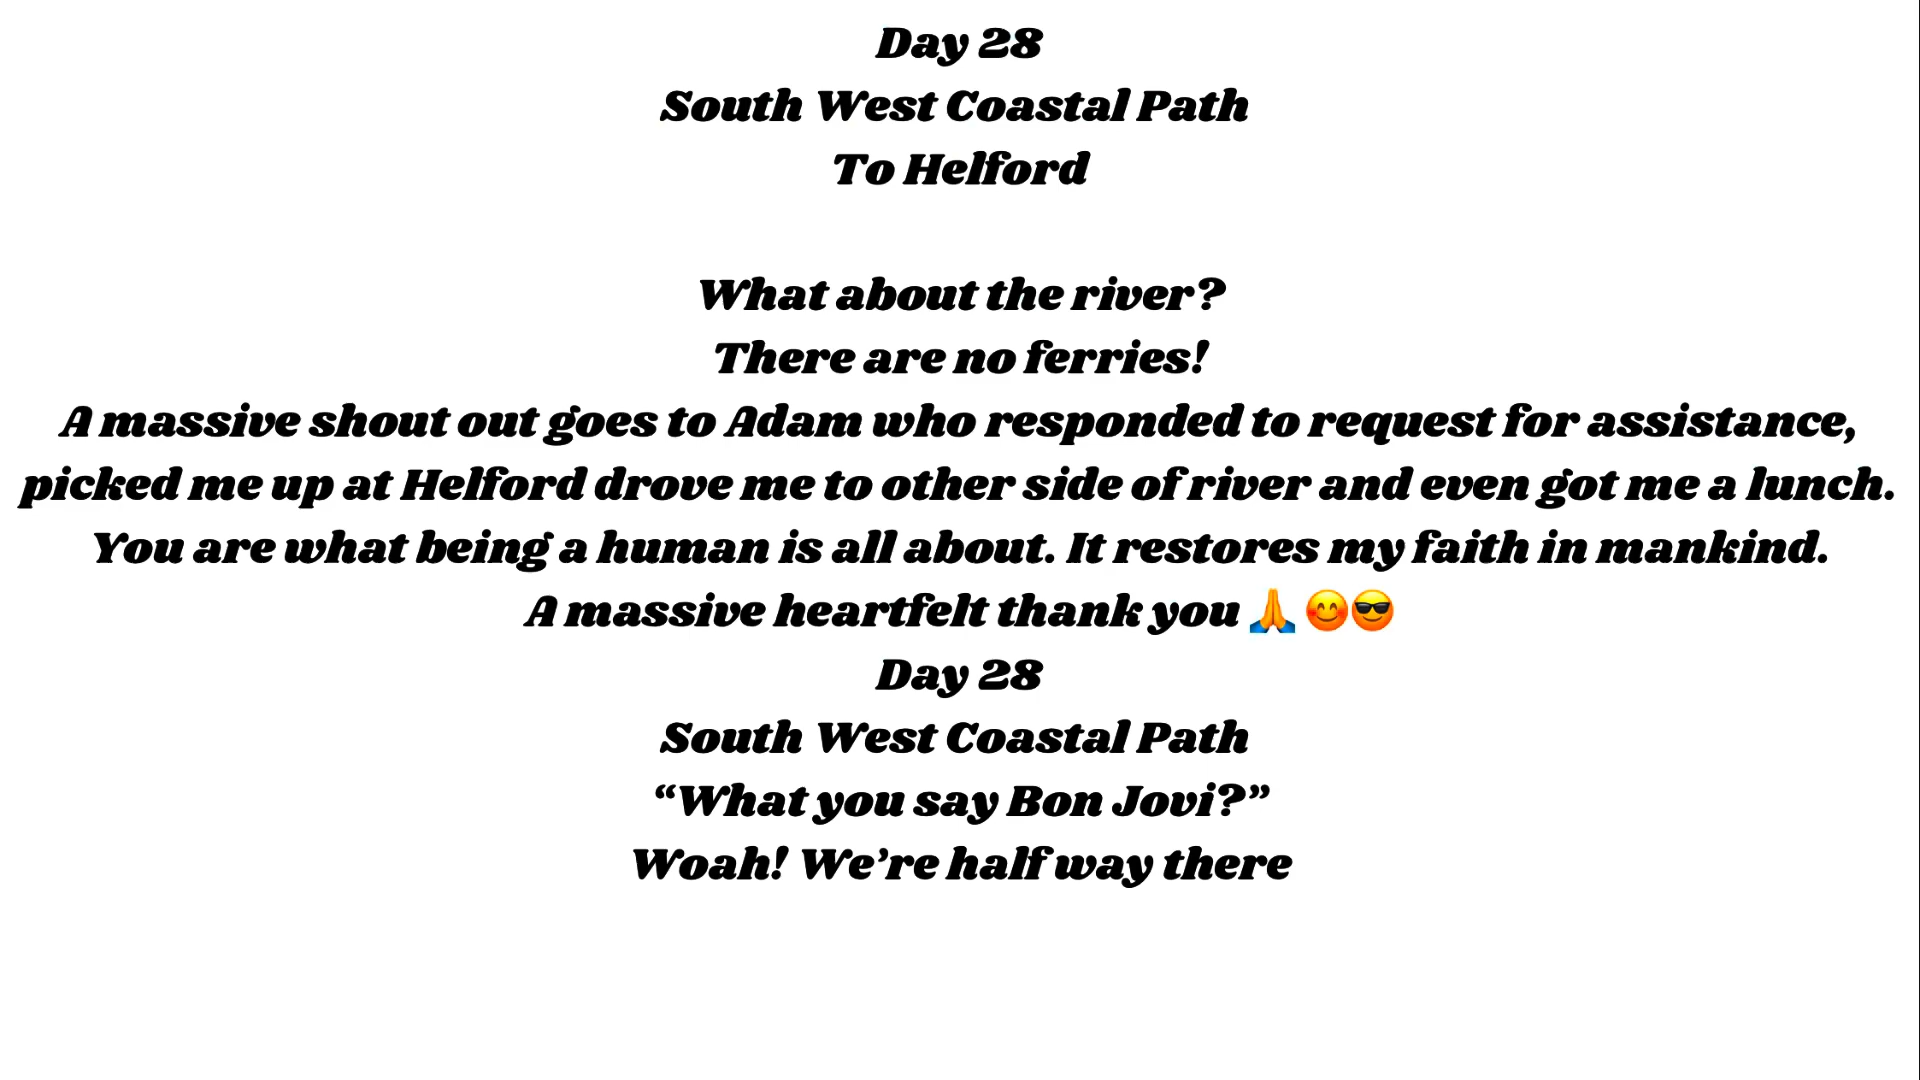 Day 28
South West Coastal Path
To Helford
What about the river?
There are no ferries!
A massive shout out goes to Adam who responded to request for assistance,
picked me up at Helford drove me to other side of river and even got me a lunch.
You are what being a human is all about. It restores my faith in mankind.
A massive heartfelt thank you 🙏 😊😎
Day 28
South West Coastal Path
“What you say Bon Jovi?”
Woah! We’re half way there